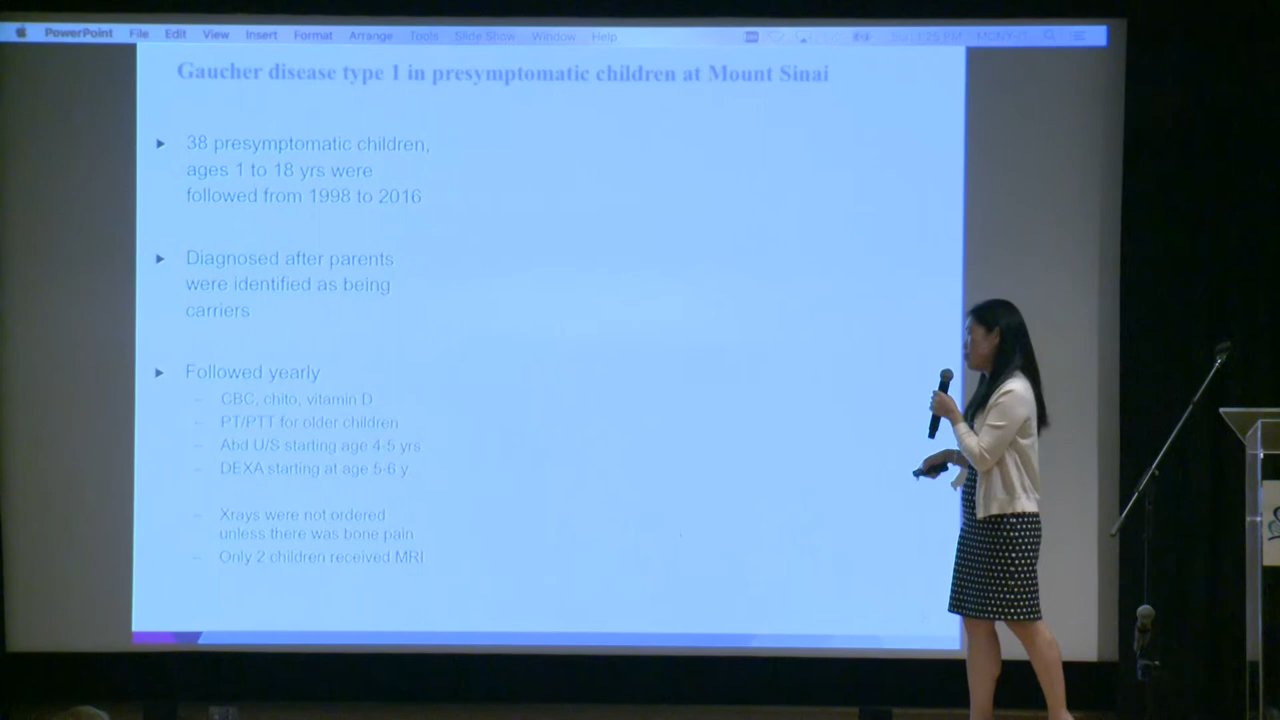 PowerPoint File Edit View Insert Format Arrange Tools Slide Show Window Help
Gaucher disease type 1 in presymptomatic children at Mount Sinai
38 presymptomatic children,
ages 1 to 18 yrs were
followed from 1998 to 2016
Diagnosed after parents
were identified as being
carriers
Followed yearly
– CBC, chito, vitamin D
– PT/PTT for older children
– Abd U/S starting age 4-5 yrs
– DEXA starting at age 5-6 y
– Xrays were not ordered
unless there was bone pain
– Only 2 children received MRI